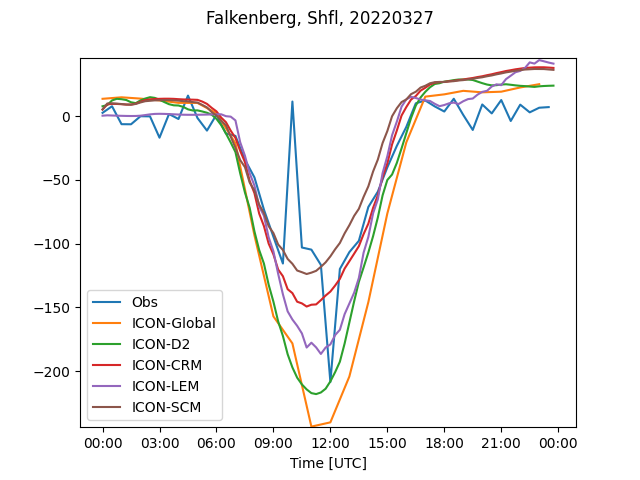 Falkenberg, Shfl, 20220327
0
−50
−100
−150
−200
Obs
ICON-Global
ICON-D2
ICON-CRM
ICON-LEM
ICON-SCM
00:00 03:00 06:00 09:00 12:00 15:00 18:00 21:00 00:00
Time [UTC]